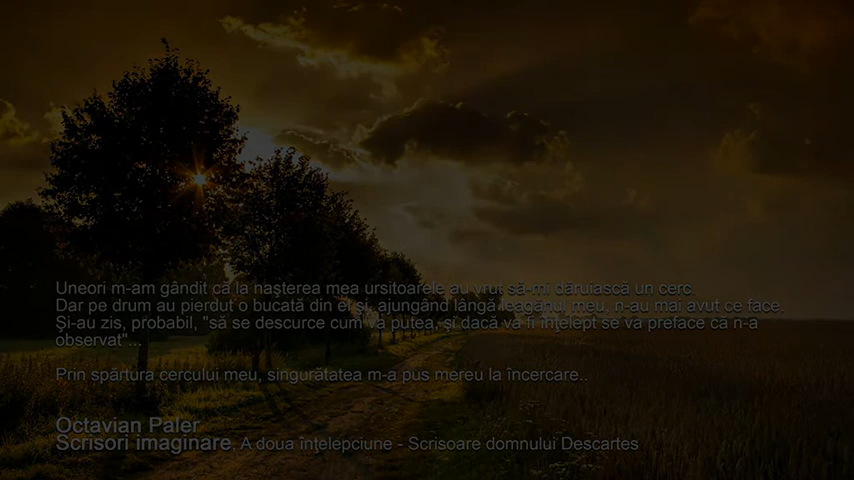 Uneori m-am gândit că la naşterea mea ursitoarele au vrut să-mi dăruiască un cerc.
Dar pe drum au pierdut o bucată din el şi, ajungând lângă leagănul meu, n-au mai avut ce face.
Şi-au zis, probabil, "să se descurce cum va putea, şi dacă va fi înţelept se va preface că n-a
observat"...
Prin spărtura cercului meu, singurătatea m-a pus mereu la încercare..
Octavian Paler
Scrisori imaginare, A doua înţelepciune - Scrisoare domnului Descartes